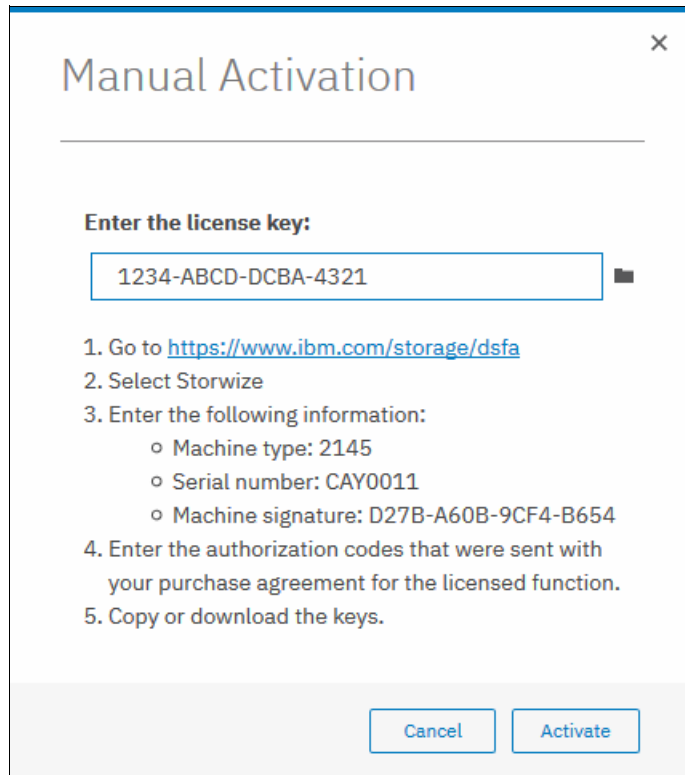 Manual Activation
Enter the license key:
1234-ABCD-DCBA-4321
1. Go to https://www.ibm.com/storage/dsfa
2. Select Storwize
3. Enter the following information:
Machine type: 2145
Serial number: CAY0011
Machine signature: D27B-A60B-9CF4-B654
4. Enter the authorization codes that were sent with
your purchase agreement for the licensed function.
5. Copy or download the keys.
Cancel Activate